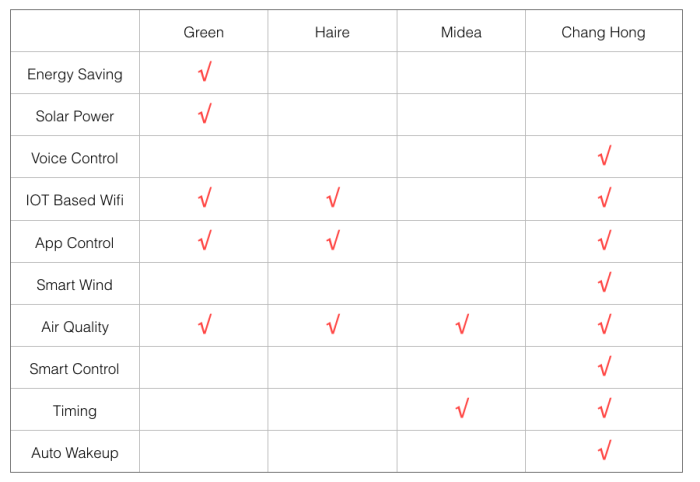 Green Haire Midea Chang Hong
Energy Saving √
Solar Power √
Voice Control √
IOT Based Wifi √ √ √
App Control √ √ √
Smart Wind √
Air Quality √ √ √ √
Smart Control √
Timing √ √
Auto Wakeup √